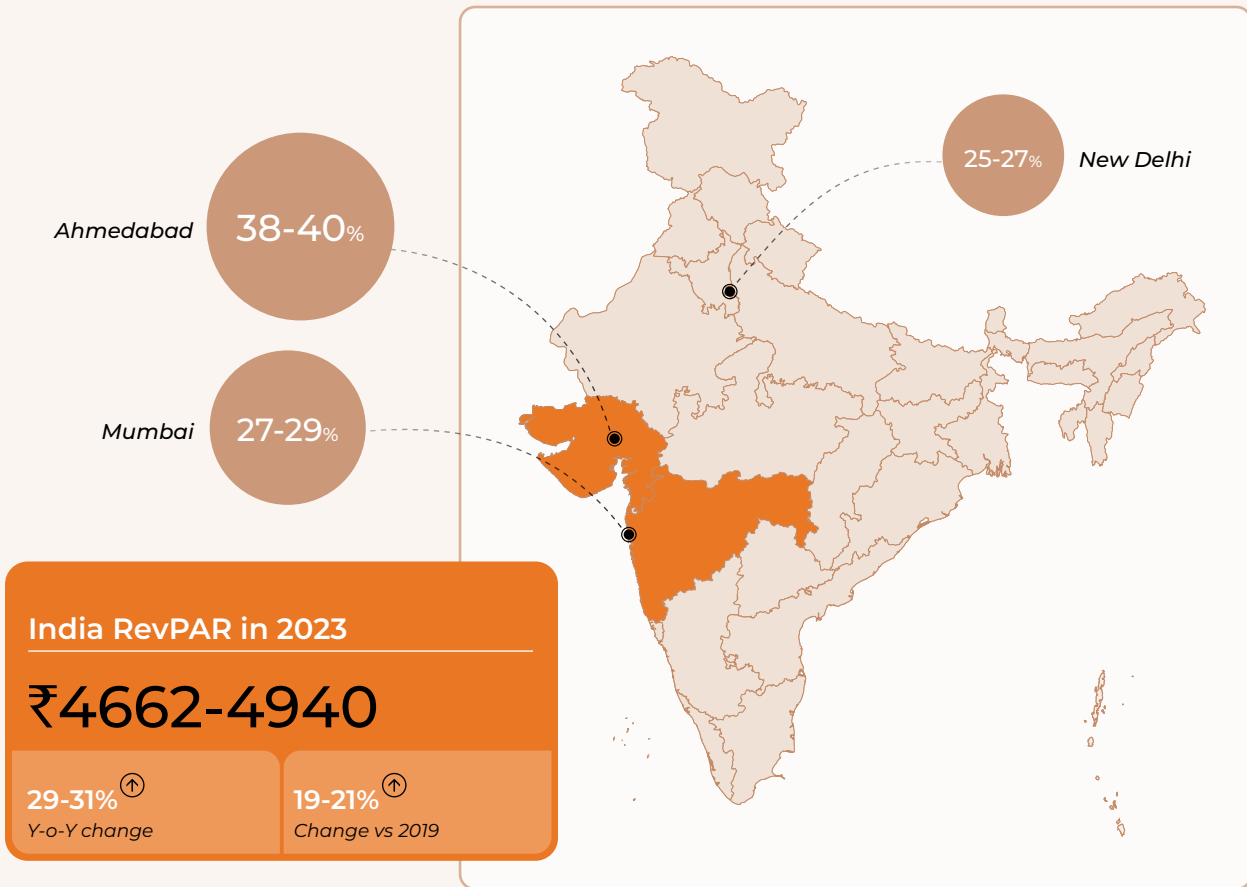 25-27%
New Delhi
Ahmedabad
38-40%
Mumbai
27-29%
India RevPAR in 2023
₹4662-4940
29-31%
Y-o-Y change
19-21%
Change vs 2019